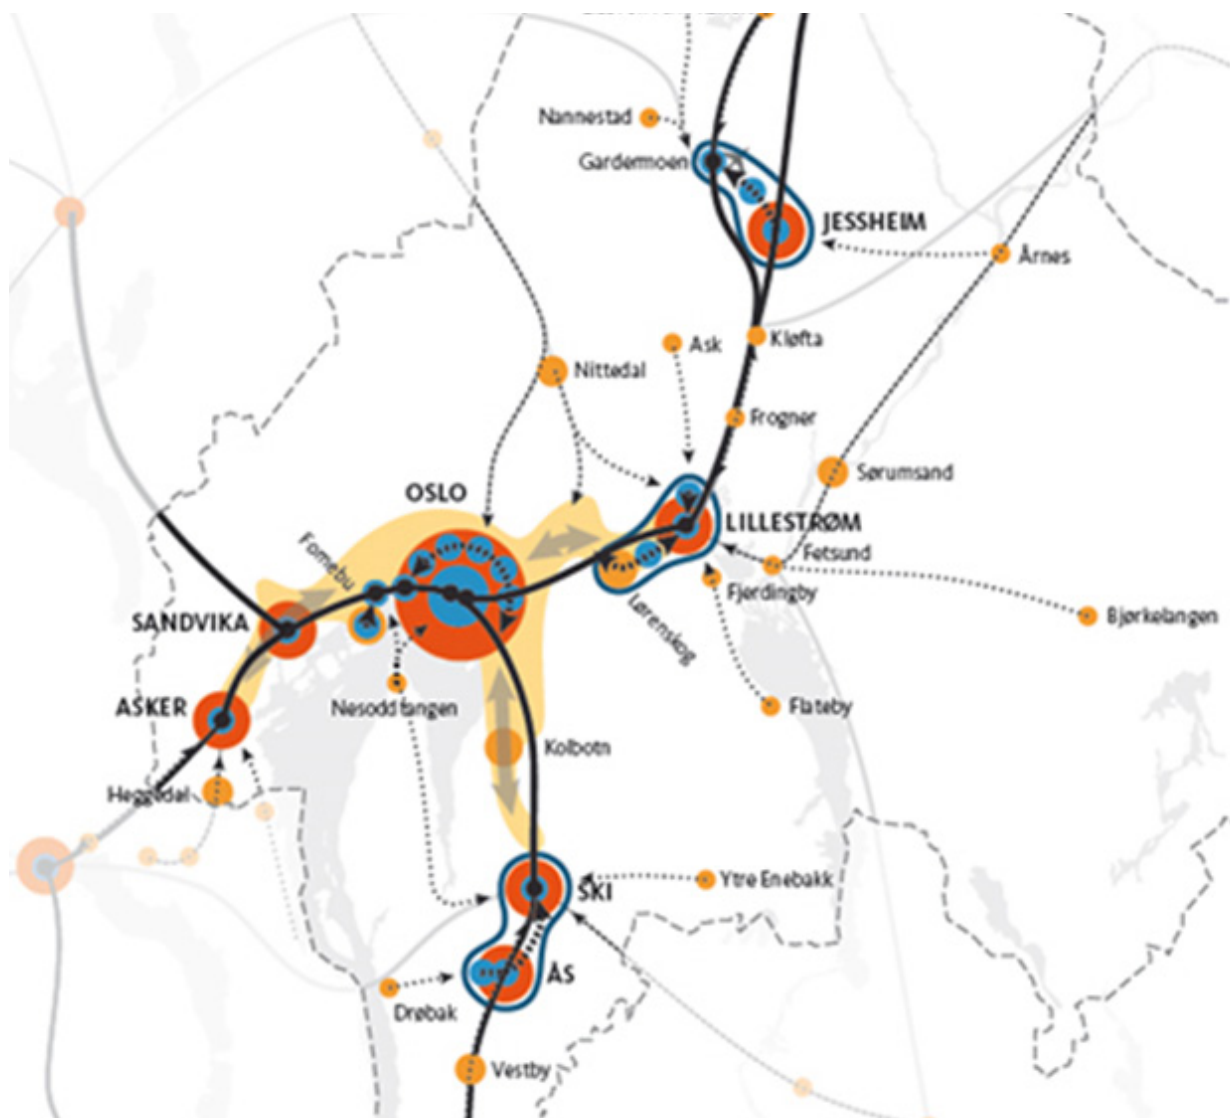 Nannestad
Gardermoen
JESSHEIM
Årnes
Ask
Kløfta
Nittedal
Frogner
Sørumsand
OSLO
LILLESTRØM
Fetsund
Fornebu
Fjerdingby
Lørenskog
Bjørkelangen
SANDVIKA
ASKER
Nesoddtangen
Flateby
Kolbotn
Heggedal
Ytre Enebakk
SKI
ÅS
Drøbak
Vestby